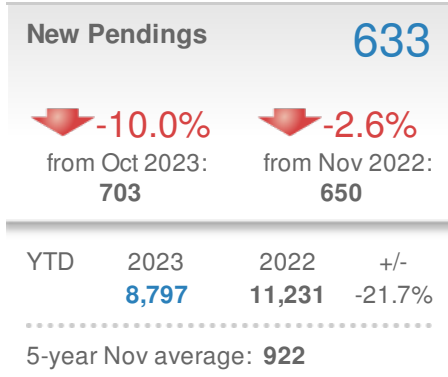 New Pendings 633
-10.0% -2.6%
from Oct 2023: from Nov 2022:
703 650
YTD 2023 2022 +/-
8,797 11,231 -21.7%
5-year Nov average: 922